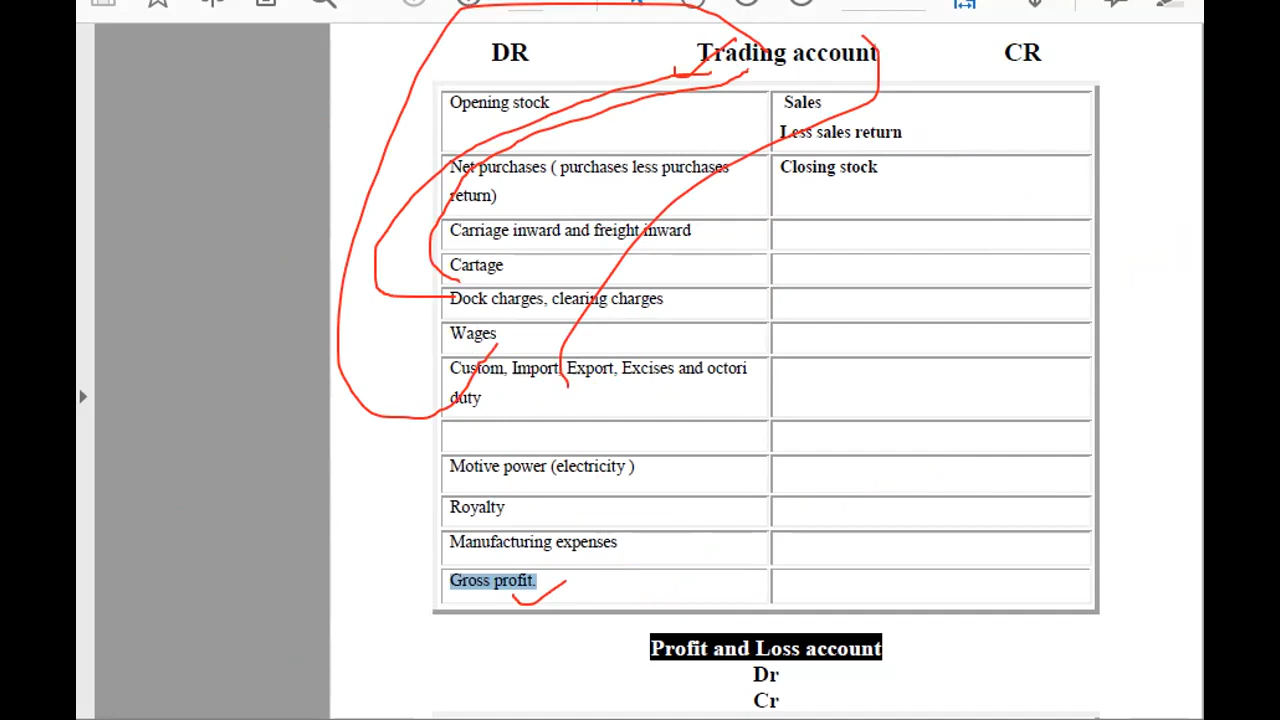 DR Trading account CR
Opening stock Sales
Less sales return
Net purchases ( purchases less purchases Closing stock
return)
Carriage inward and freight inward
Cartage
Dock charges, clearing charges
Wages
Custom, Import, Export, Excises and octori
duty
Motive power (electricity )
Royalty
Manufacturing expenses
Gross profit.
Profit and Loss account
Dr
Cr